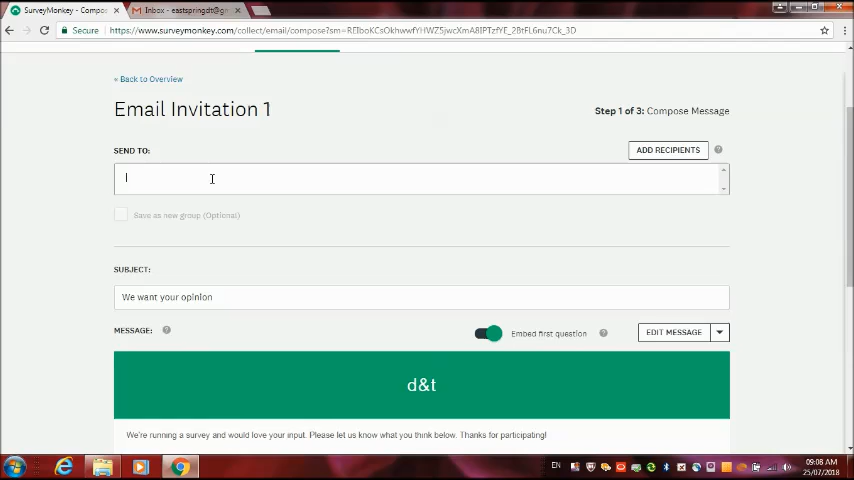 SurveyMonkey - Compos
Inbox - eastspringdt@gm
Secure
https://www.surveymonkey.com/collect/email/compose?sm=
« Back to Overview
Email Invitation 1
Step 1 of 3: Compose Message
SEND TO:
ADD RECIPIENTS
Save as new group (Optional)
SUBJECT:
We want your opinion
MESSAGE:
Embed first question
EDIT MESSAGE
d&t
We're running a survey and would love your input. Please let us know what you think below. Thanks for participating!
EN
09:08 AM
25/07/2018